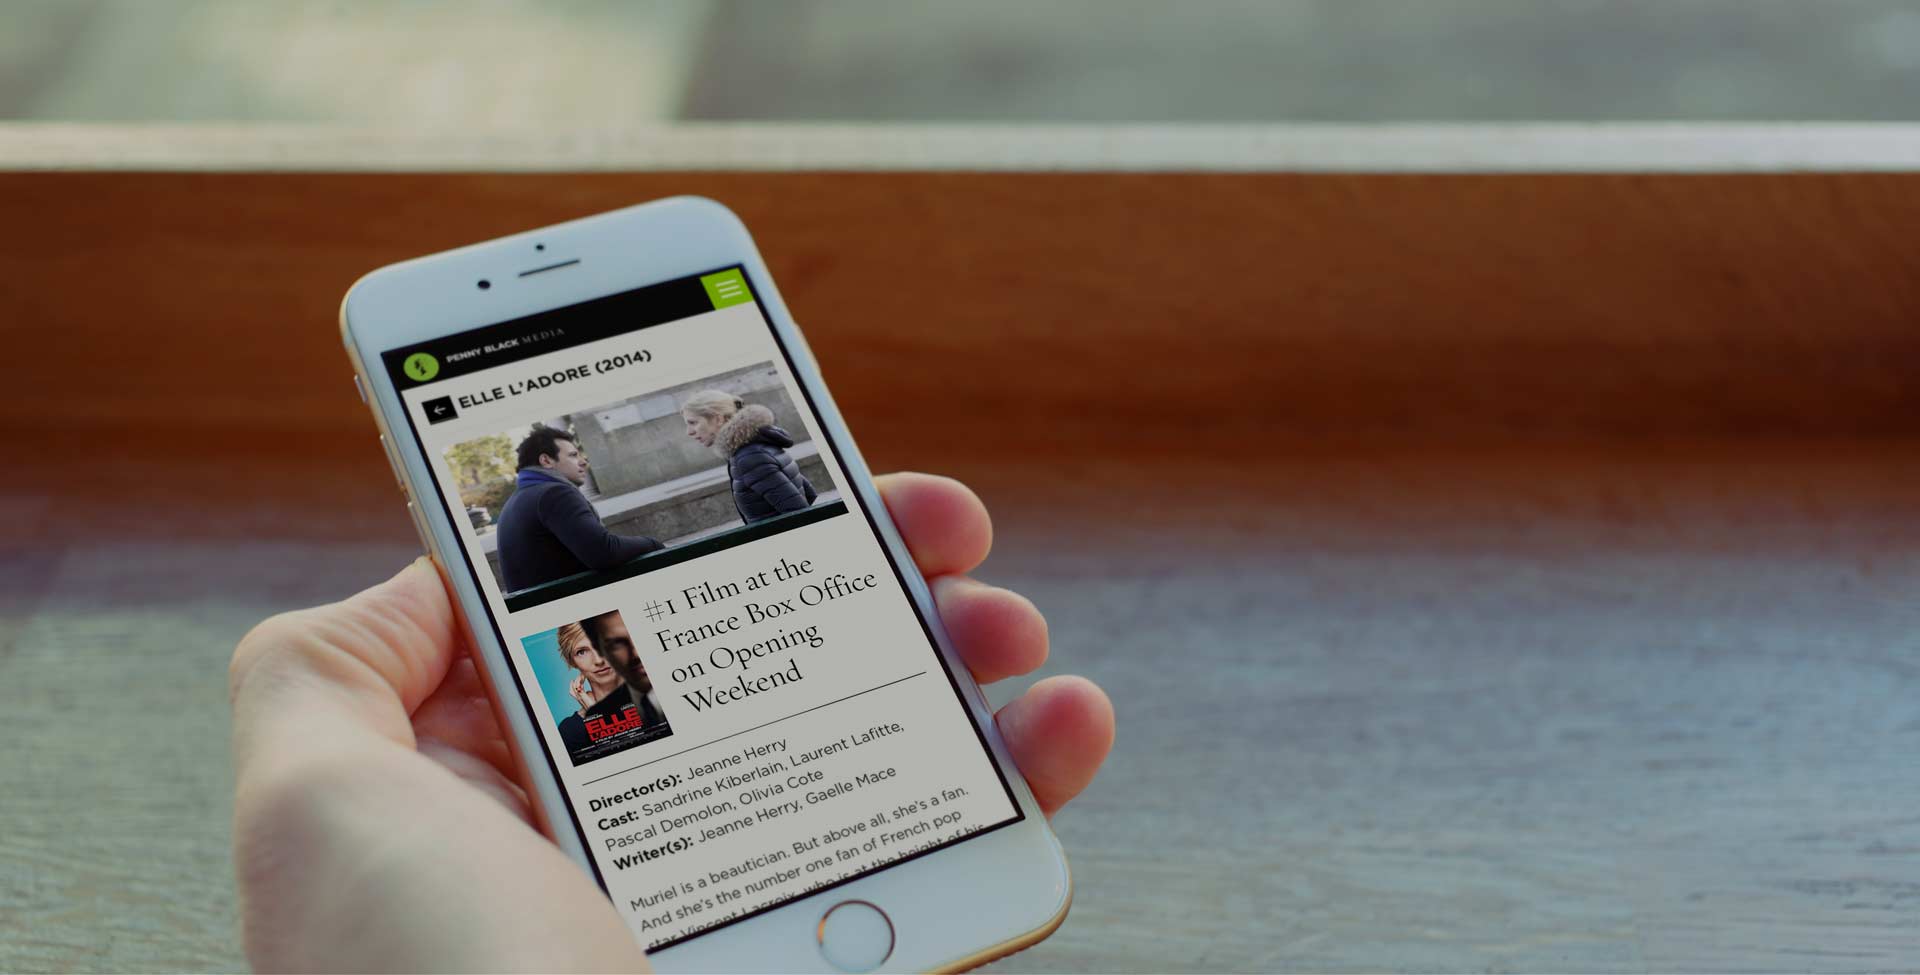 PENNY BLACK MEDIA
ELLE L'ADORE (2014)
#1 Film at the
France Box Office
on Opening
Weekend
ELLE
L'ADORE
Director(s): Jeanne Herry
Cast: Sandrine Kiberlain, Laurent Lafitte,
Pascal Demolon, Olivia Cote
Writer(s): Jeanne Herry, Gaelle Mace
Muriel is a beautician. But above all, she's a fan.
And she's the number one fan of French pop
star Vincent Lacroix, who is at the height of his